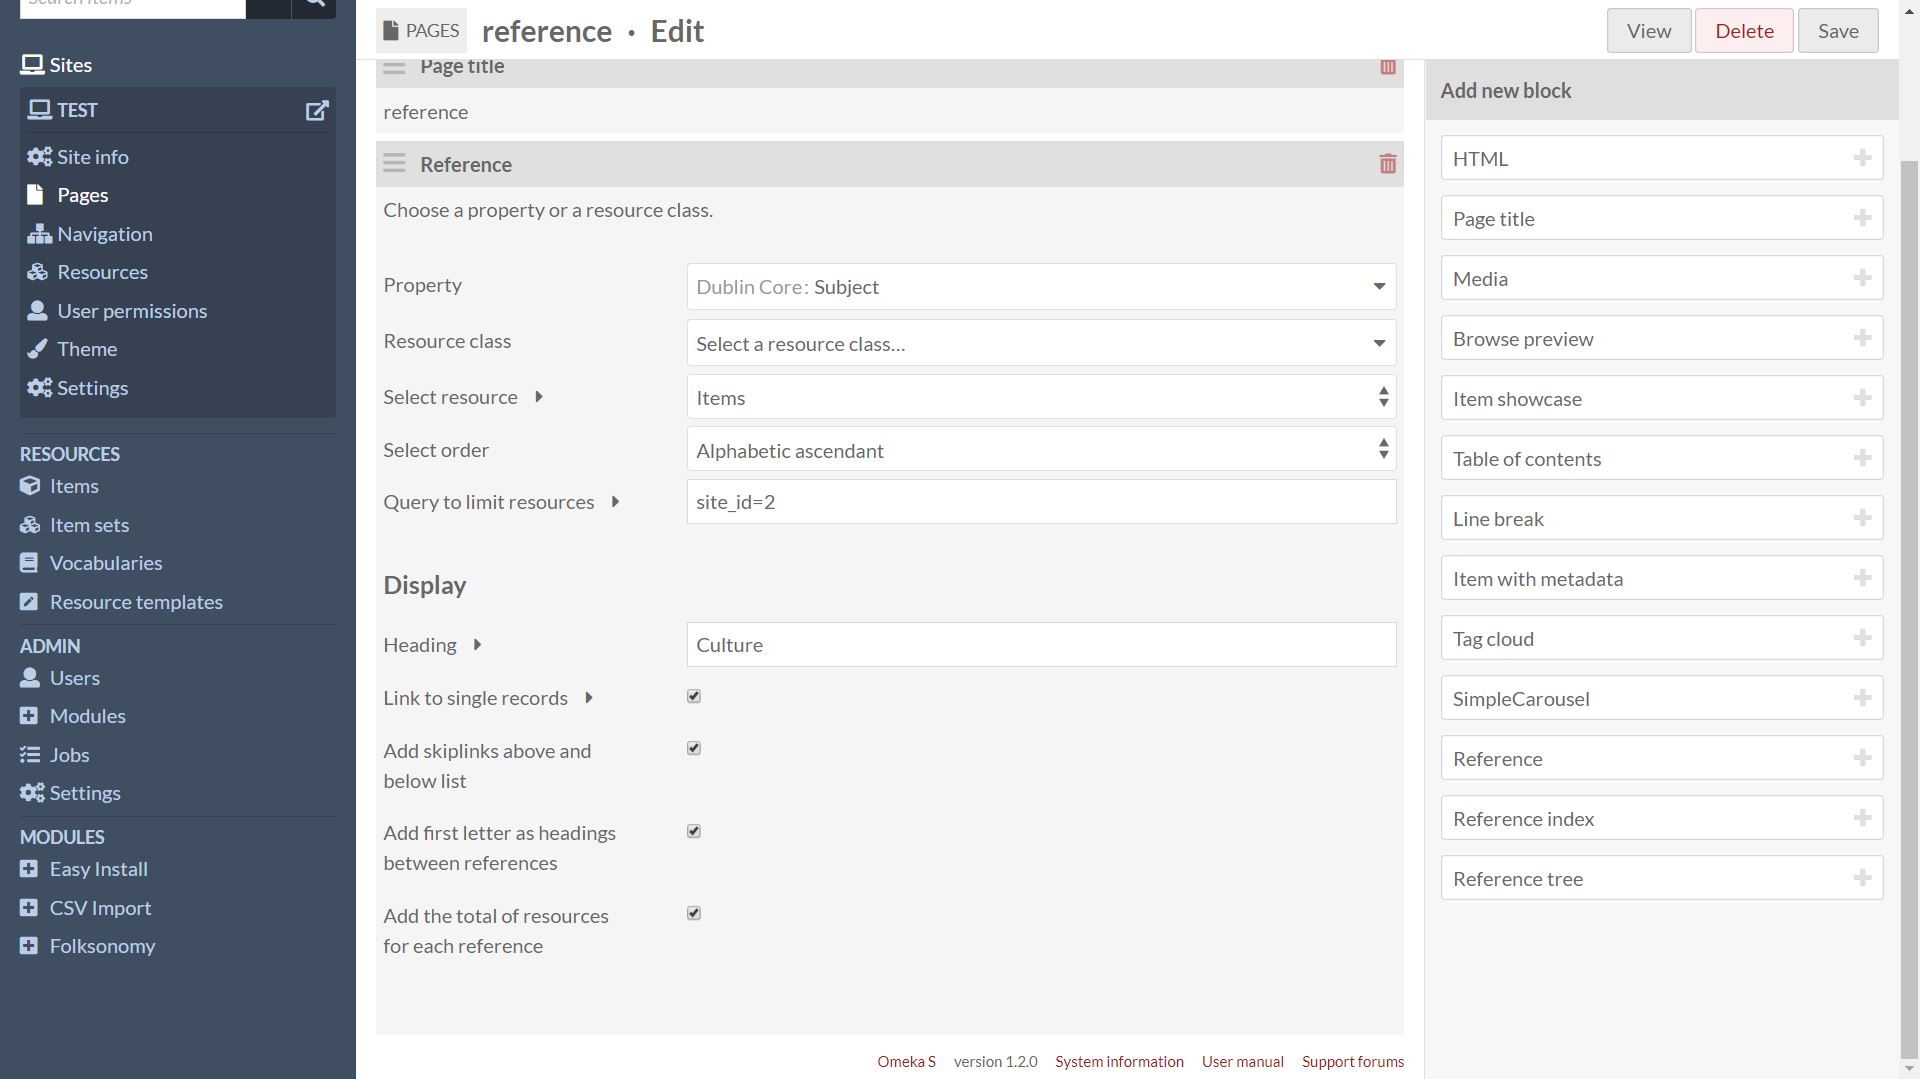 Search items
Sites
TEST
Site info
Pages
Navigation
Resources
User permissions
Theme
Settings
RESOURCES
Items
Item sets
Vocabularies
Resource templates
ADMIN
Users
Modules
Jobs
Settings
MODULES
Easy Install
CSV Import
Folksonomy
PAGES reference • Edit
View Delete Save
Page title
reference
Reference
Choose a property or a resource class.
Property Dublin Core: Subject
Resource class Select a resource class...
Select resource Items
Select order Alphabetic ascendant
Query to limit resources site_id=2
Display
Heading Culture
Link to single records
Add skiplinks above and
below list
Add first letter as headings
between references
Add the total of resources
for each reference
Omeka S version 1.2.0 System information User manual Support forums
Add new block
HTML
Page title
Media
Browse preview
Item showcase
Table of contents
Line break
Item with metadata
Tag cloud
SimpleCarousel
Reference
Reference index
Reference tree